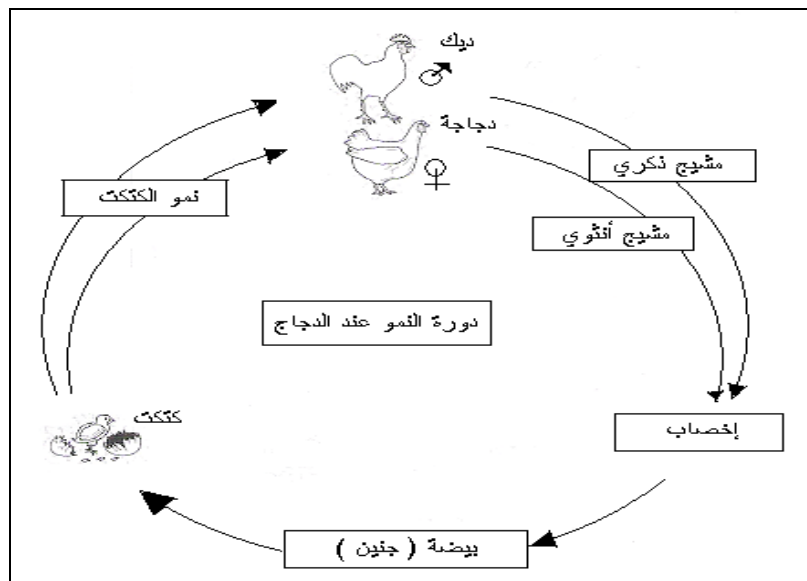 ديك
دجاجة
مشيج ذكري
مشيج أنثوي
نمو الكتكت
دورة النمو عند الدجاج
كتكت
إخصاب
بيضة ( جنين )